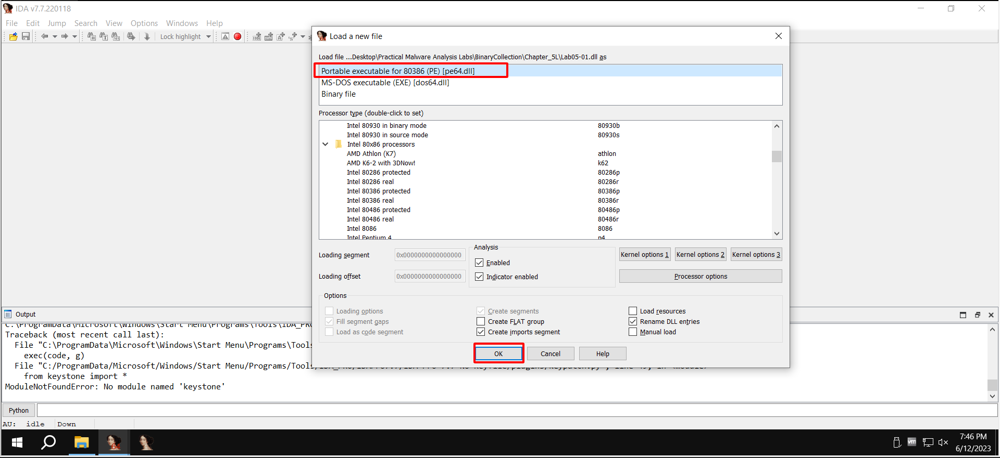 IDA v7.7.220118
File Edit Jump Search View Options Windows Help
Lock highlight
Load a new file
Load file ...Desktop\Practical Malware Analysis Labs\BinaryCollection\Chapter_5L\Lab05-01.dll as
Portable executable for 80386 (PE) [pe64.dll]
MS-DOS executable (EXE) [dos64.dll]
Binary file
Processor type (double-click to set)
Intel 80930 in binary mode 80930b
Intel 80930 in source mode 80930s
Intel 80x86 processors
AMD Athlon (K7) athlon
AMD K6-2 with 3DNow! k62
Intel 80286 protected 80286p
Intel 80286 real 80286r
Intel 80386 protected 80386p
Intel 80386 real 80386r
Intel 80486 protected 80486p
Intel 80486 real 80486r
Intel 8086 8086
Intel Pentium 4 p4
Loading segment 0x0000000000000000
Loading offset 0x0000000000000000
Analysis
Enabled
Indicator enabled
Kernel options 1 Kernel options 2 Kernel options 3
Processor options
Options
Loading options Create segments Load resources
Fill segment gaps Create FLAT group Rename DLL entries
Load as code segment Create imports segment Manual load
OK Cancel Help
Output
C:\ProgramData\Microsoft\Windows\Start Menu\Programs\Tools\IDA_PR
Traceback (most recent call last):
File "C:\ProgramData\Microsoft\Windows\Start Menu\Programs\Tools
exec(code, g)
File "C:/ProgramData/Microsoft/Windows/Start Menu/Programs/Tools/
from keystone import *
ModuleNotFoundError: No module named 'keystone'
Python
AU: idle Down
64
vm
7:46 PM
6/12/2023